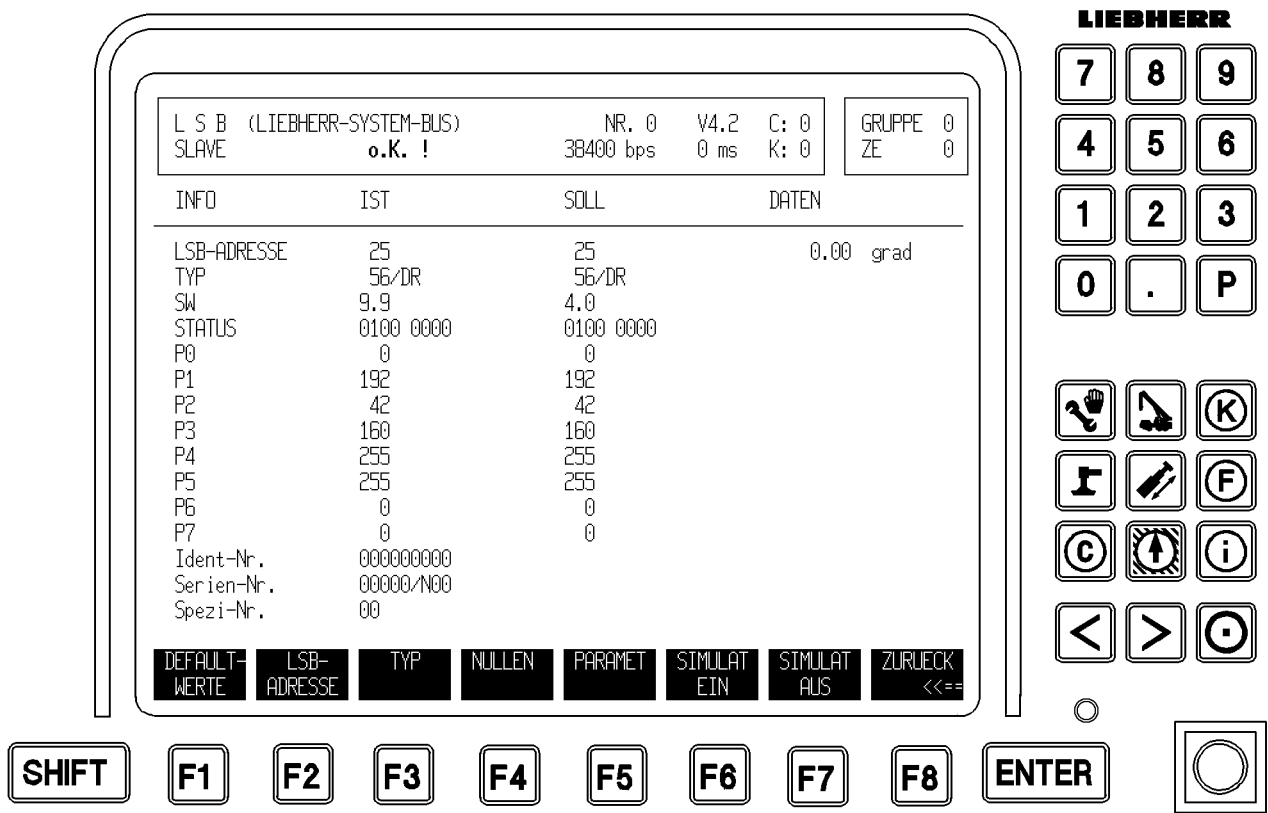 LIEBHERR
L S B (LIEBHERR-SYSTEM-BUS) NR. 0 V4.2 C: 0 GRUPPE 0
SLAVE o.K. ! 38400 bps 0 ms K: 0 ZE 0
INFO IST SOLL DATEN
LSB-ADRESSE 25 25 0.00 grad
TYP 56/DR 56/DR
SW 9.9 4.0
STATUS 0100 0000 0100 0000
P0 0 0
P1 192 192
P2 42 42
P3 160 160
P4 255 255
P5 255 255
P6 0 0
P7 0 0
Ident-Nr. 000000000
Serien-Nr. 00000/N00
Spezi-Nr. 00
DEFAULT- LSB- TYP NULLEN PARAMET SIMULAT SIMULAT ZURUECK
WERTE ADRESSE EIN AUS <<==
7 8 9
4 5 6
1 2 3
0 . P
K
F
C i
< >
SHIFT F1 F2 F3 F4 F5 F6 F7 F8 ENTER